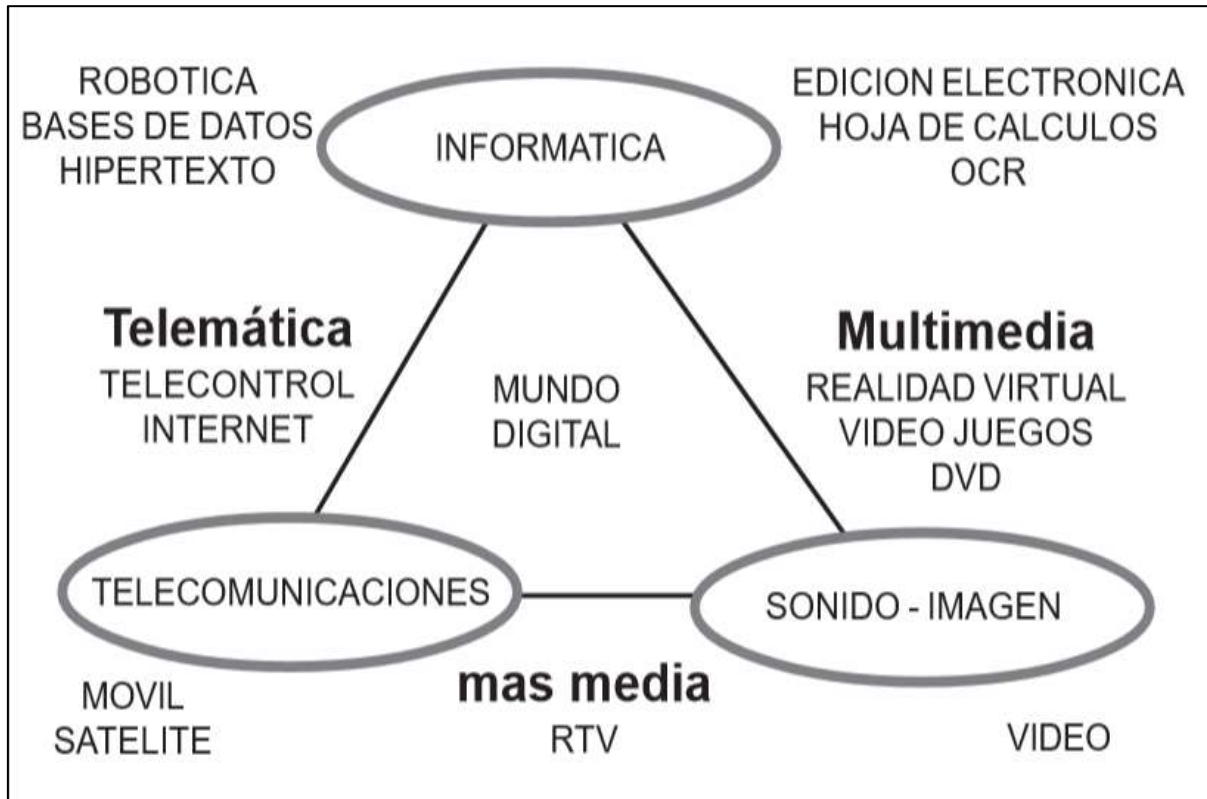 ROBOTICA
BASES DE DATOS
HIPERTEXTO
INFORMATICA
EDICION ELECTRONICA
HOJA DE CALCULOS
OCR
Telemática
TELECONTROL
INTERNET
MUNDO
DIGITAL
Multimedia
REALIDAD VIRTUAL
VIDEO JUEGOS
DVD
TELECOMUNICACIONES
SONIDO - IMAGEN
MOVIL
SATELITE
mas media
RTV
VIDEO